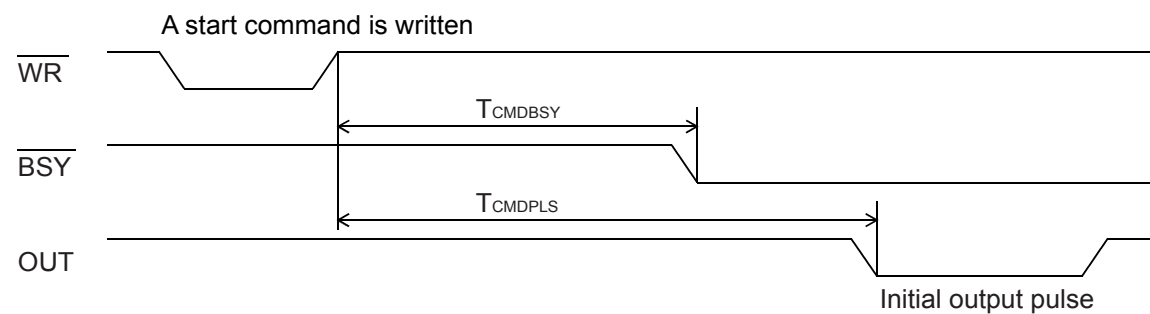 A start command is written
WR
TCMDBSY
BSY
TCMDPLS
OUT
Initial output pulse